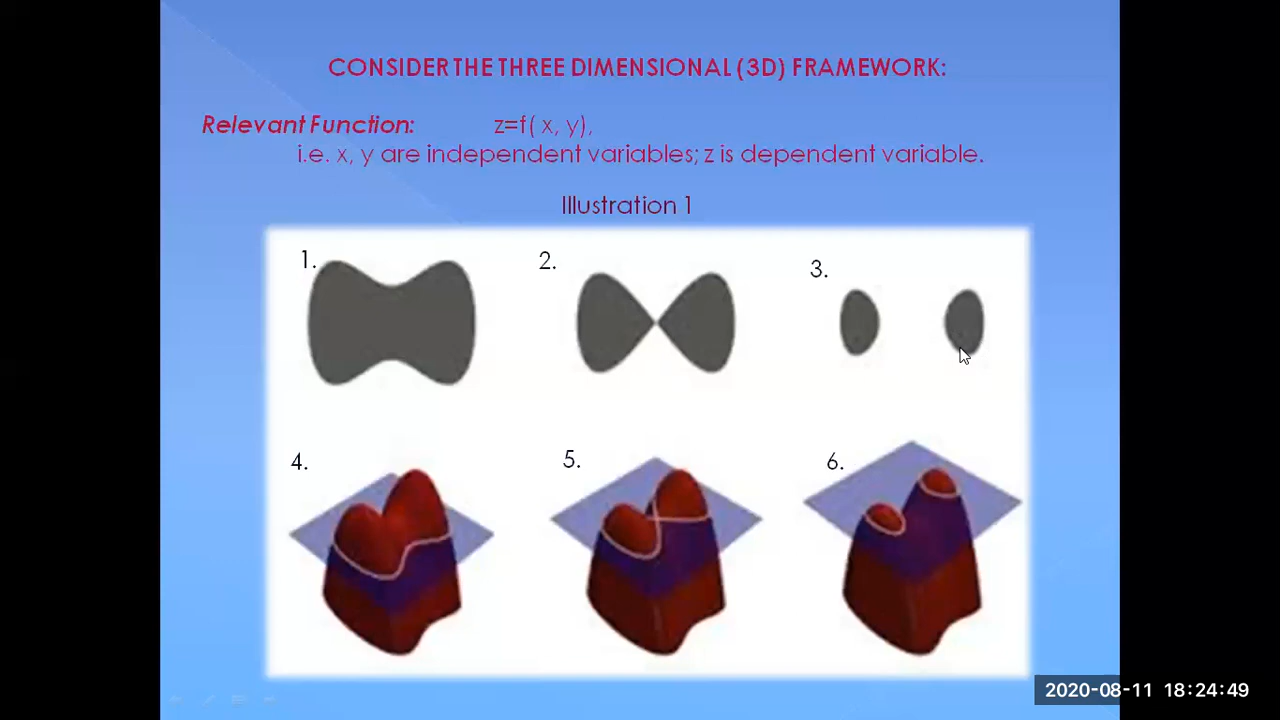 CONSIDER THE THREE DIMENSIONAL (3D) FRAMEWORK:
Relevant Function: z=f( x, y),
i.e. x, y are independent variables; z is dependent variable.
Illustration 1
1. 2. 3.
4. 5. 6.
2020-08-11 18:24:49